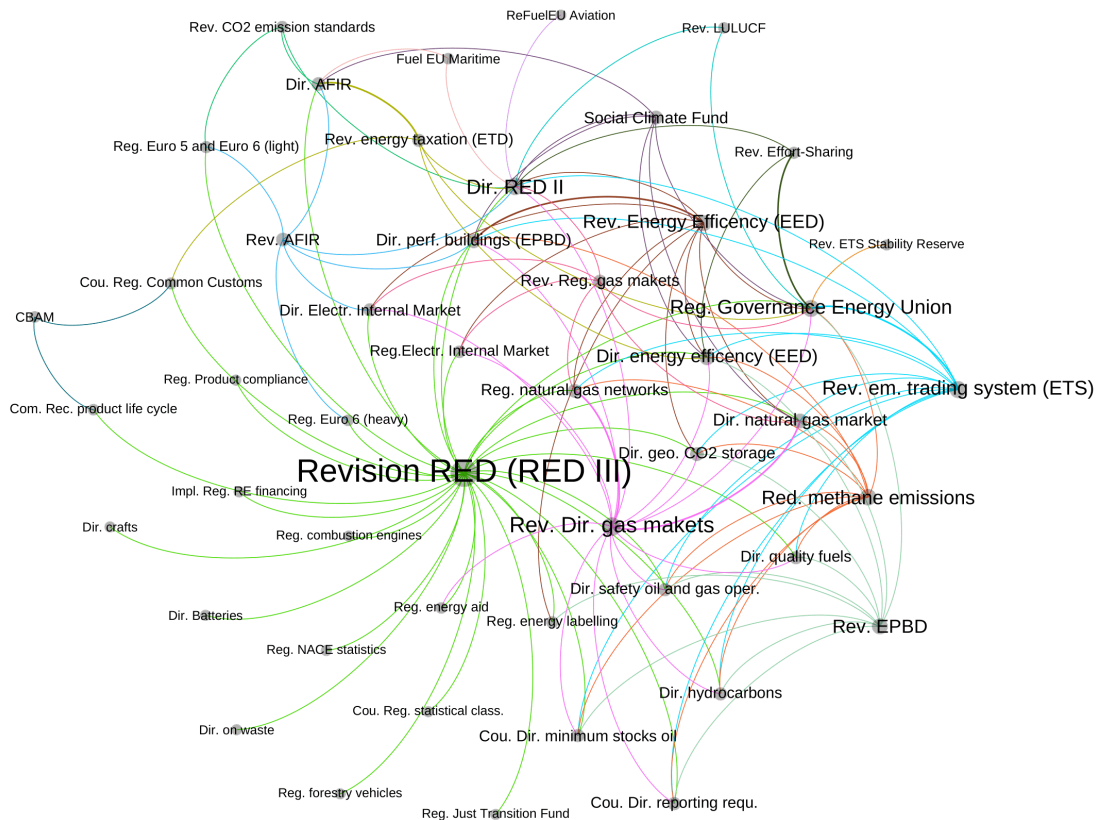 ReFuelEU Aviation
Rev. CO2 emission standards
Rev. LULUCF
Fuel EU Maritime
Dir. AFIR
Social Climate Fund
Rev. energy taxation (ETD)
Reg. Euro 5 and Euro 6 (light)
Rev. Effort-Sharing
Dir. RED II
Rev. Energy Efficency (EED)
Rev. AFIR
Dir. perf. buildings (EPBD)
Rev. ETS Stability Reserve
Cou. Reg. Common Customs
Rev. Reg. gas makets
Dir. Electr. Internal Market
Reg. Governance Energy Union
CBAM
Reg.Electr. Internal Market
Dir. energy efficency (EED)
Reg. Product compliance
Reg. natural gas networks
Rev. em. trading system (ETS)
Com. Rec. product life cycle
Reg. Euro 6 (heavy)
Dir. natural gas market
Dir. geo. CO2 storage
Revision RED (RED III)
Impl. Reg. RE financing
Red. methane emissions
Dir. crafts
Rev. Dir. gas makets
Reg. combustion engines
Dir. quality fuels
Dir. safety oil and gas oper.
Reg. energy aid
Dir. Batteries
Reg. energy labelling
Rev. EPBD
Reg. NACE statistics
Dir. hydrocarbons
Cou. Reg. statistical class.
Dir. on waste
Cou. Dir. minimum stocks oil
Reg. forestry vehicles
Cou. Dir. reporting requ.
Reg. Just Transition Fund